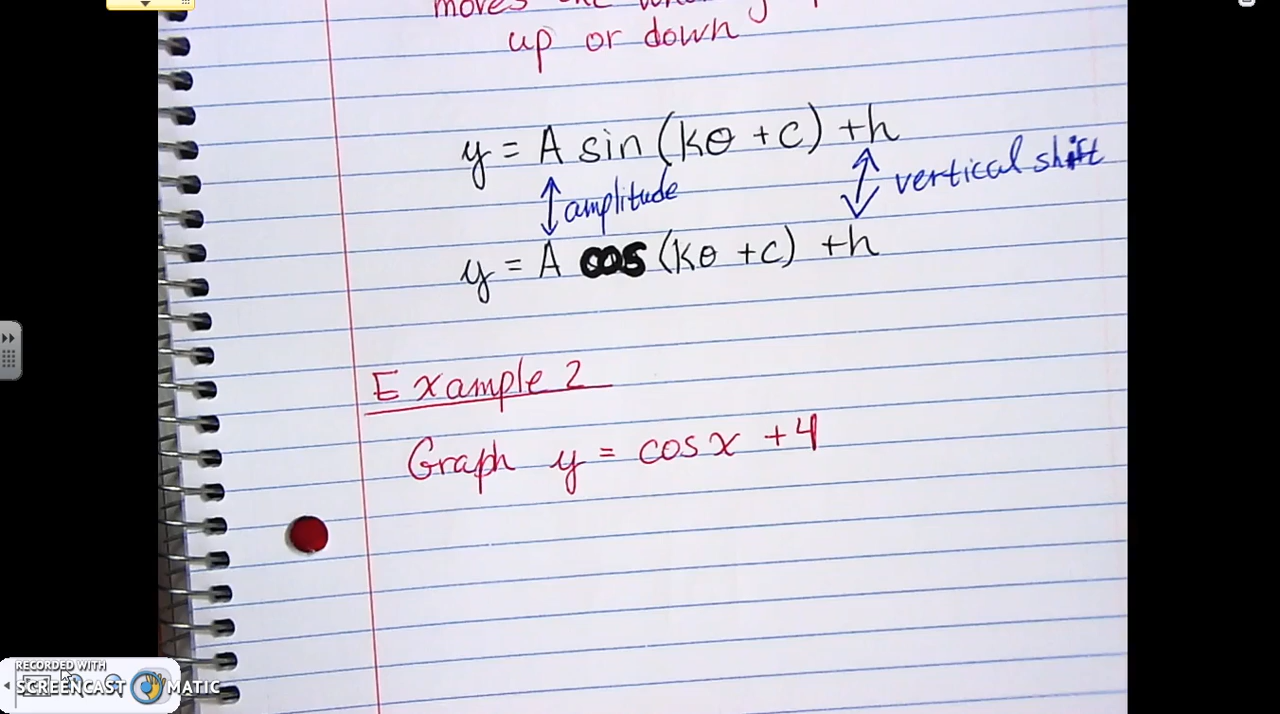 moves
up or down
y = A sin (kθ + c) + h
amplitude
vertical shift
y = A cos (kθ + c) + h
Example 2
Graph y = cos x + 4
RECORDED WITH
SCREENCAST MATIC